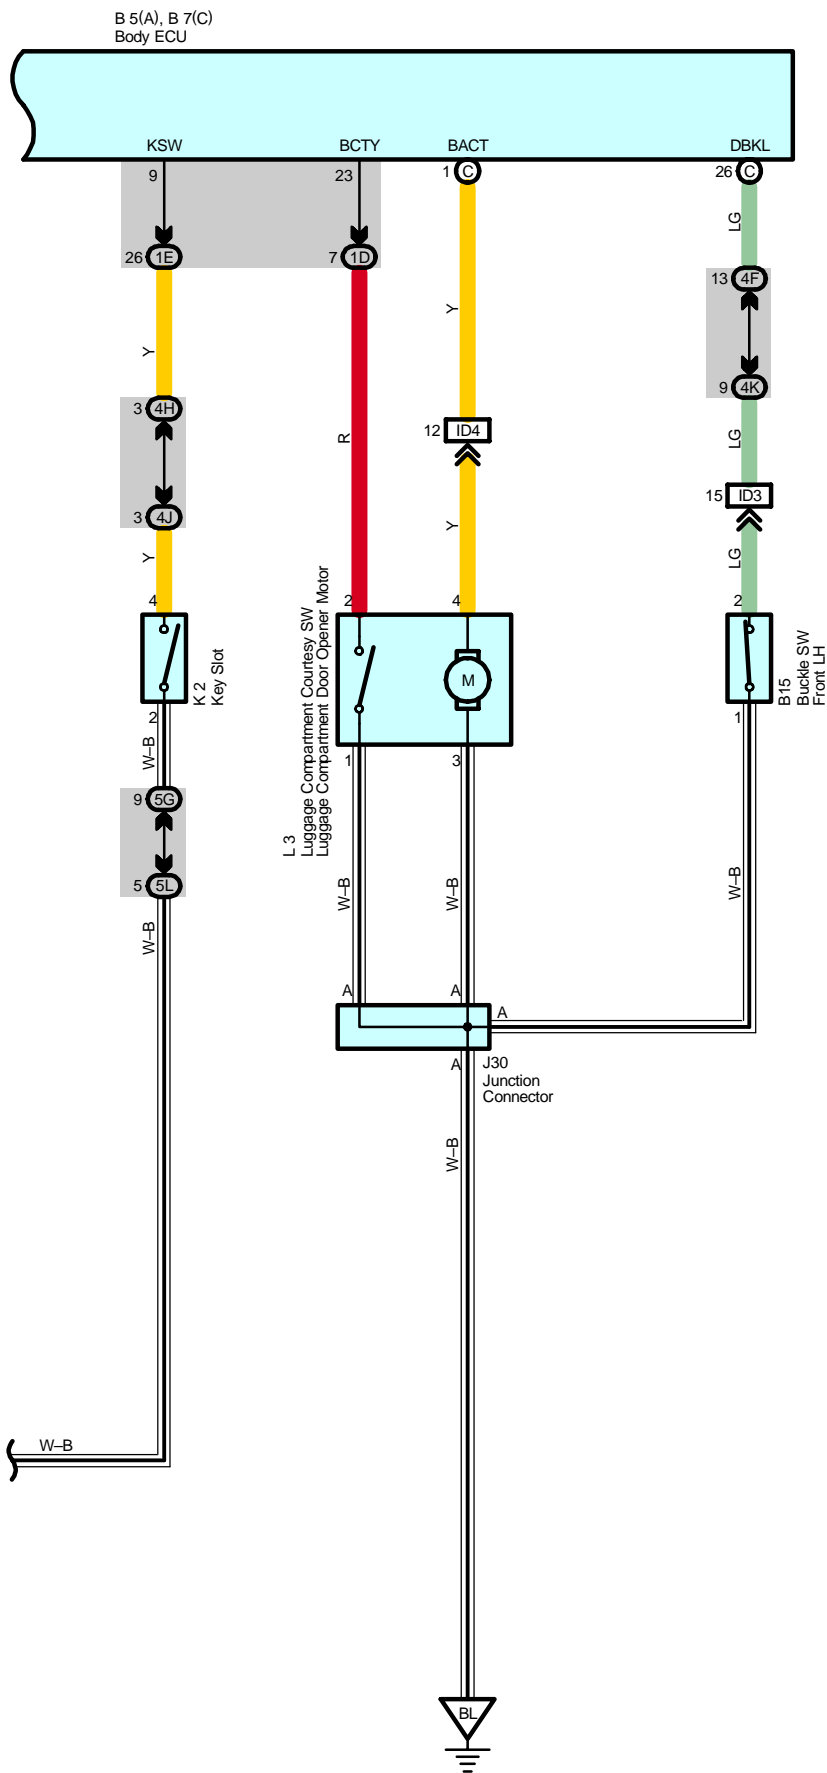 B 5(A), B 7(C)
Body ECU
KSW
BCTY
BACT
DBKL
9
23
1 C
26 C
LG
26 1E
7 1D
13 4F
Y
Y
9 4K
3 4H
12 ID4
R
LG
15 ID3
3 4J
Y
Y
LG
4
2
4
2
K 2
Key Slot
L 3
Luggage Compartment Courtesy SW
Luggage Compartment Door Opener Motor
M
B15
Buckle SW
Front LH
2
1
3
1
W–B
9 5G
5 5L
W–B
W–B
W–B
W–B
A
A
A
A
J30
Junction
Connector
W–B
W–B
BL